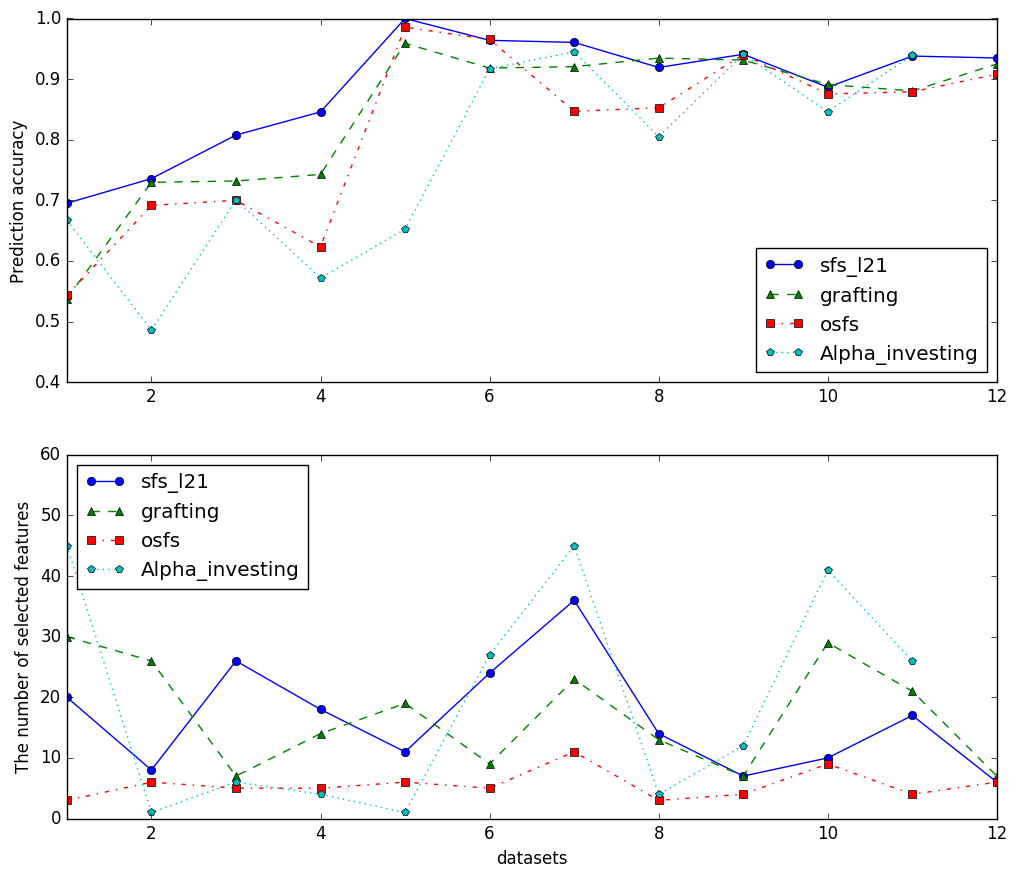 Prediction accuracy
1.0
0.9
0.8
0.7
0.6
0.5
0.4
sfs_l21
grafting
osfs
Alpha_investing
2 4 6 8 10 12
The number of selected features
60
50
40
30
20
10
0
sfs_l21
grafting
osfs
Alpha_investing
2 4 6 8 10 12
datasets